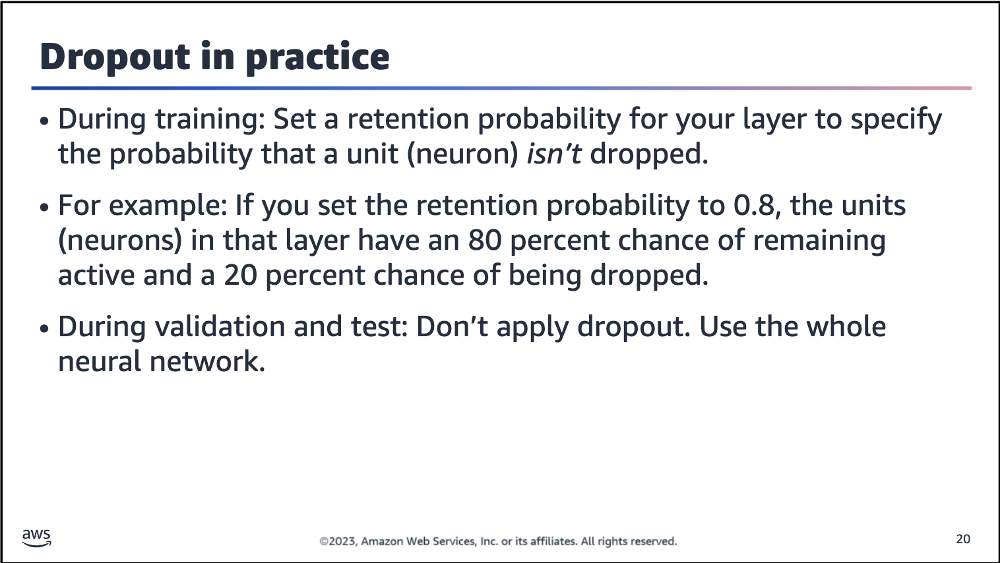 Dropout in practice
• During training: Set a retention probability for your layer to specify
the probability that a unit (neuron) isn’t dropped.
• For example: If you set the retention probability to 0.8, the units
(neurons) in that layer have an 80 percent chance of remaining
active and a 20 percent chance of being dropped.
• During validation and test: Don’t apply dropout. Use the whole
neural network.
aws
©2023, Amazon Web Services, Inc. or its affiliates. All rights reserved.
20